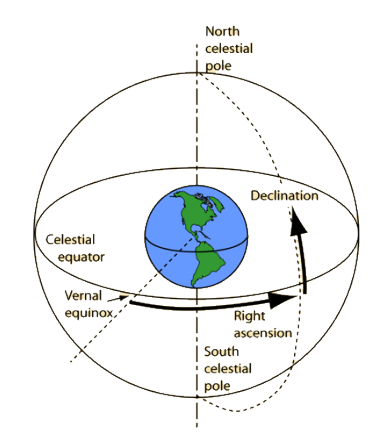 North
celestial
pole
Declination
Celestial
equator
Vernal
equinox
Right
ascension
South
celestial
pole